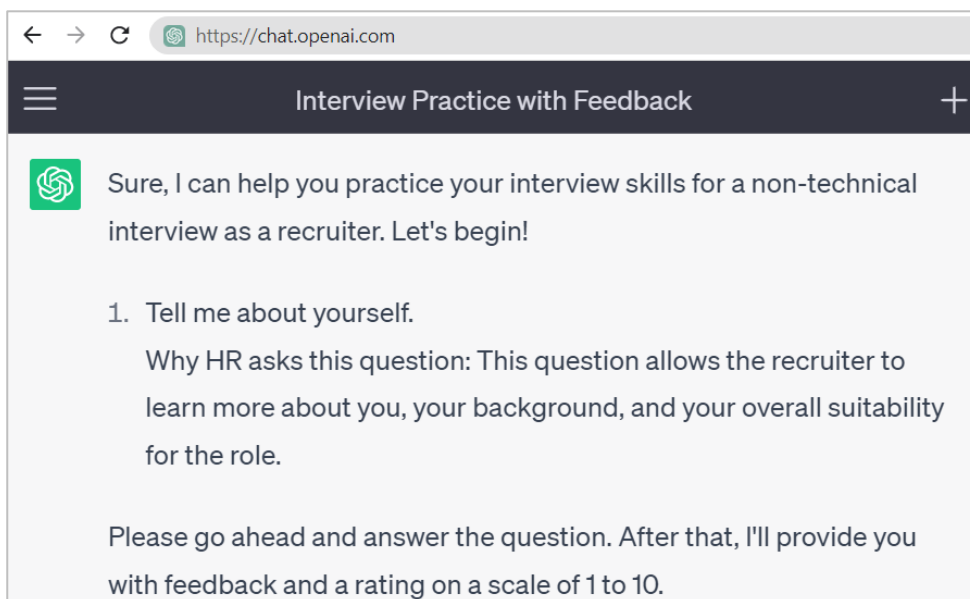 https://chat.openai.com
Interview Practice with Feedback
Sure, I can help you practice your interview skills for a non-technical
interview as a recruiter. Let's begin!
1. Tell me about yourself.
Why HR asks this question: This question allows the recruiter to
learn more about you, your background, and your overall suitability
for the role.
Please go ahead and answer the question. After that, I'll provide you
with feedback and a rating on a scale of 1 to 10.